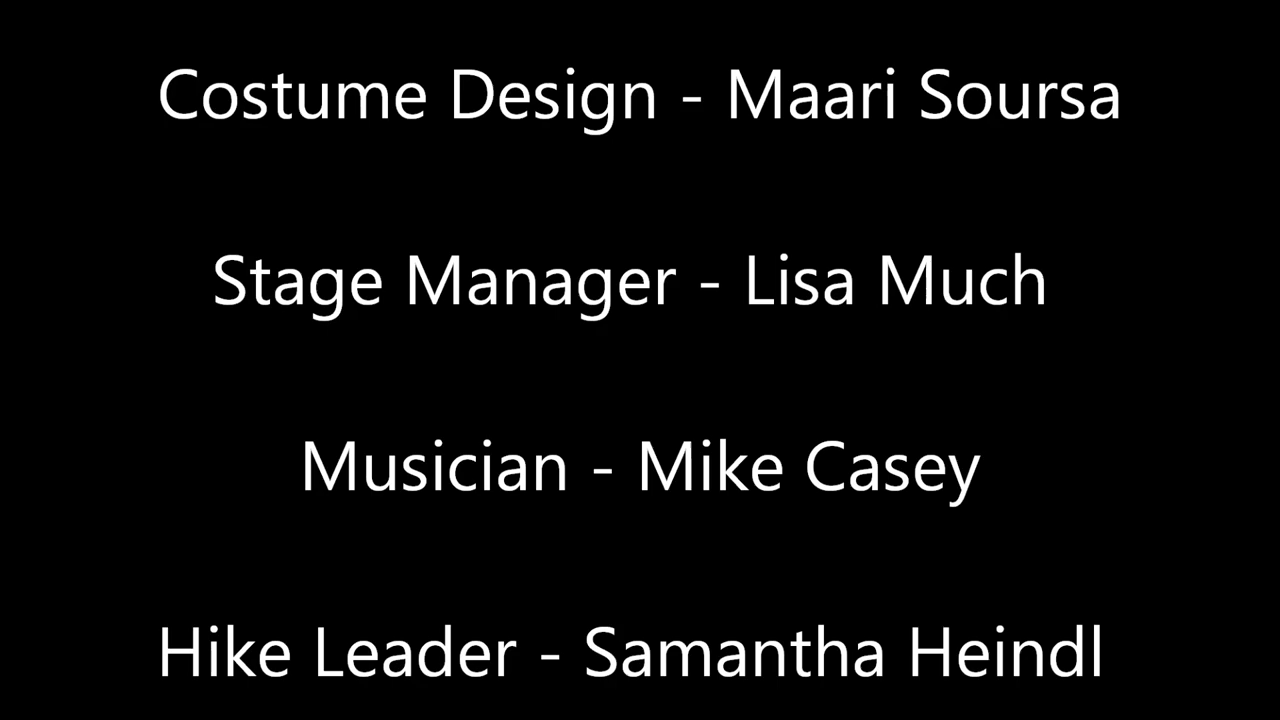 Costume Design - Maari Soursa
Stage Manager - Lisa Much
Musician - Mike Casey
Hike Leader - Samantha Heindl